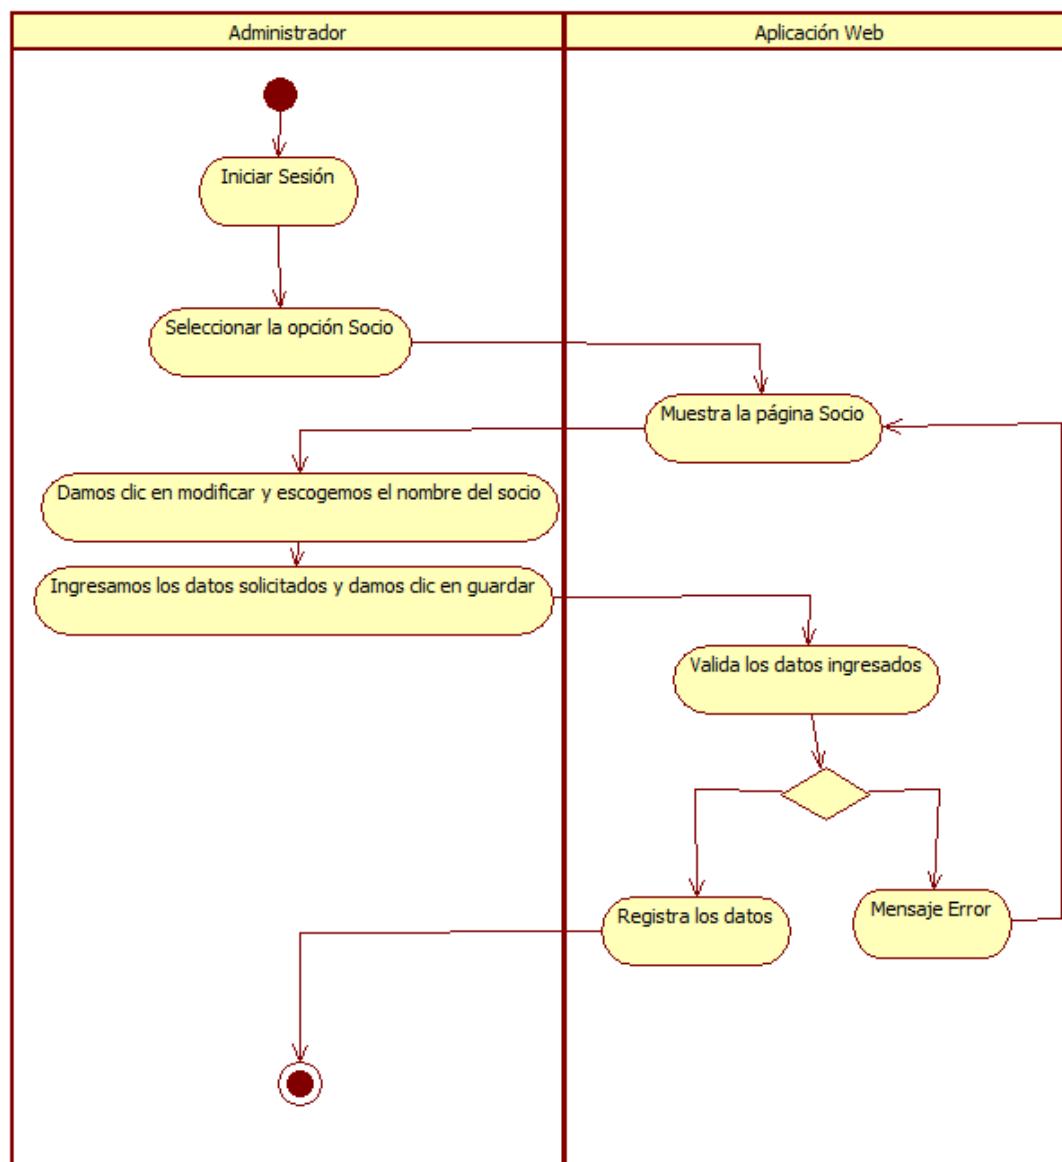 Administrador
Aplicación Web
Iniciar Sesión
Seleccionar la opción Socio
Muestra la página Socio
Damos clic en modificar y escogemos el nombre del socio
Ingresamos los datos solicitados y damos clic en guardar
Valida los datos ingresados
Registra los datos
Mensaje Error